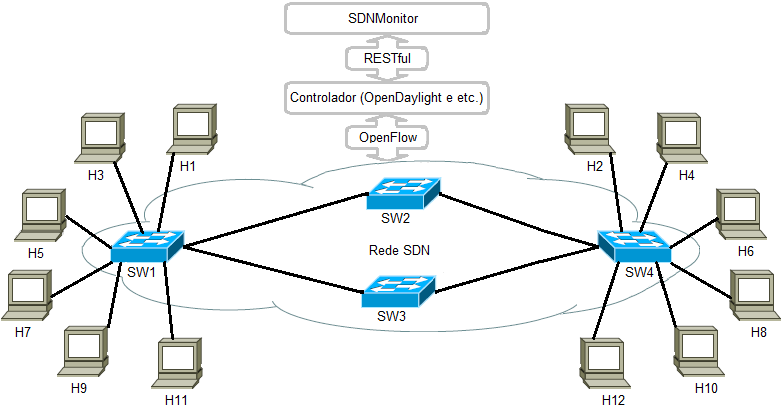 SDNMonitor
RESTful
Controlador (OpenDaylight e etc.)
OpenFlow
H3
H1
H2
H4
SW2
H5
Rede SDN
H6
SW1
SW4
H7
SW3
H8
H9
H11
H12
H10